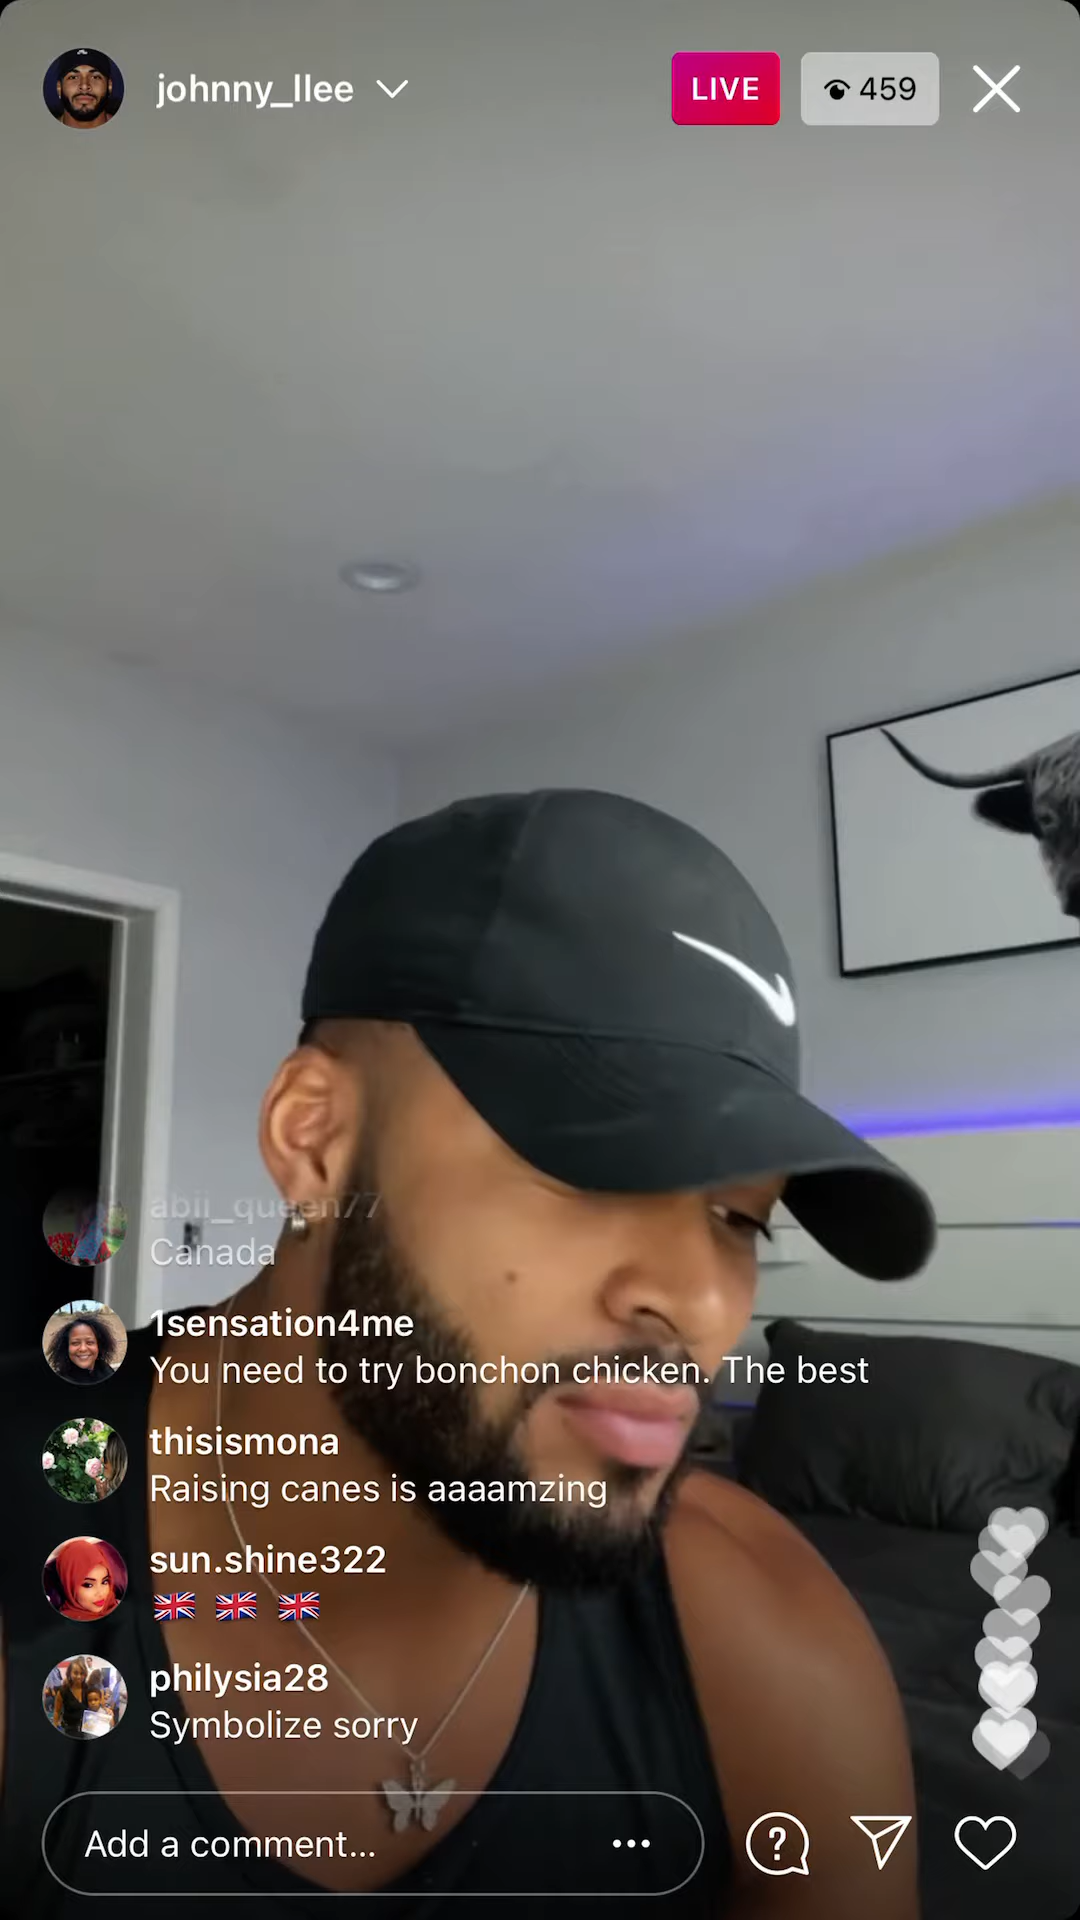 johnny_llee
LIVE
459
abii_queen77
Canada
1sensation4me
You need to try bonchon chicken. The best
thisismona
Raising canes is aaaamzing
sun.shine322
🇬🇧 🇬🇧 🇬🇧
philysia28
Symbolize sorry
Add a comment...